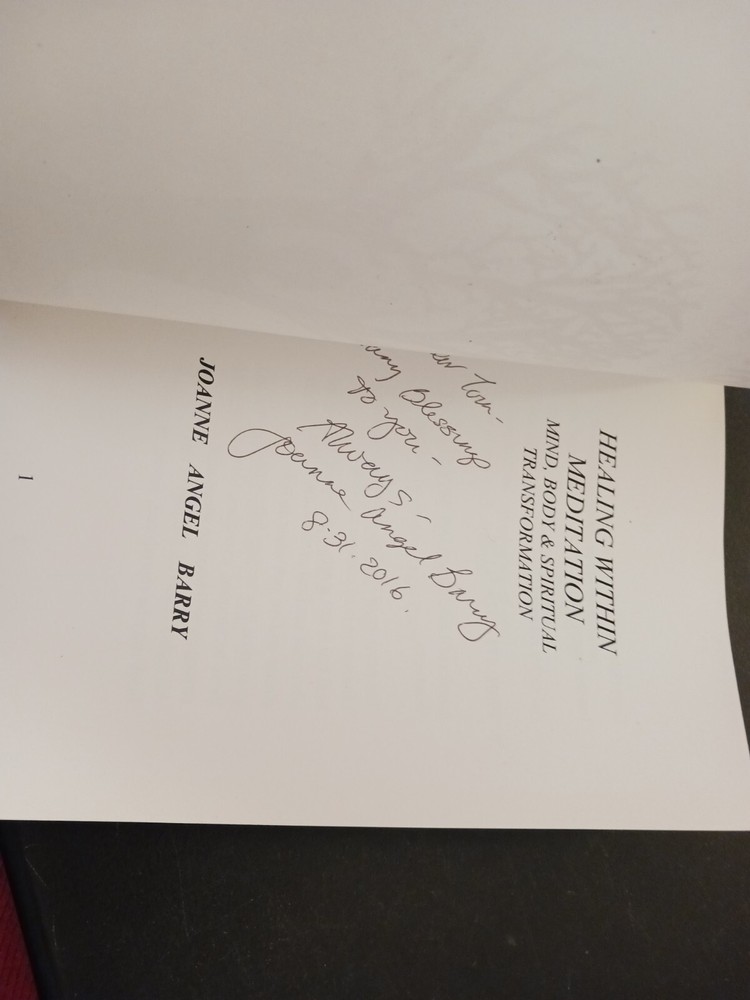 HEALING WITHIN
MEDITATION
MIND, BODY & SPIRITUAL
TRANSFORMATION
Tom-
Blessings
to you -
Always -
Joanne Angel Barry
8.31.2016.
JOANNE ANGEL BARRY
1